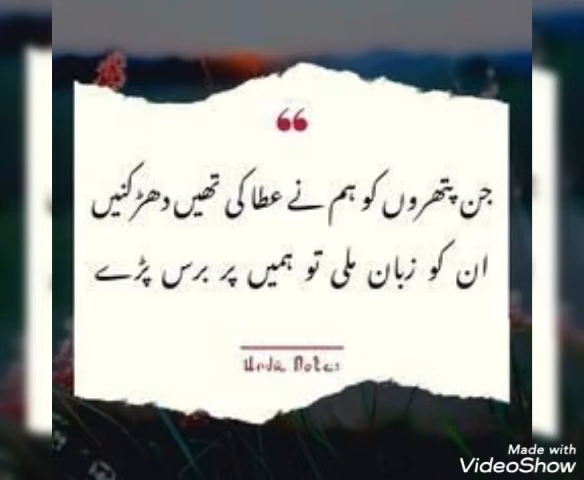 “
جن پتھروں کو ہم نے عطا کی تھیں دھڑکنیں
ان کو زبان ملی تو ہمیں پر برس پڑے
Urdu Notes
Made with
VideoShow